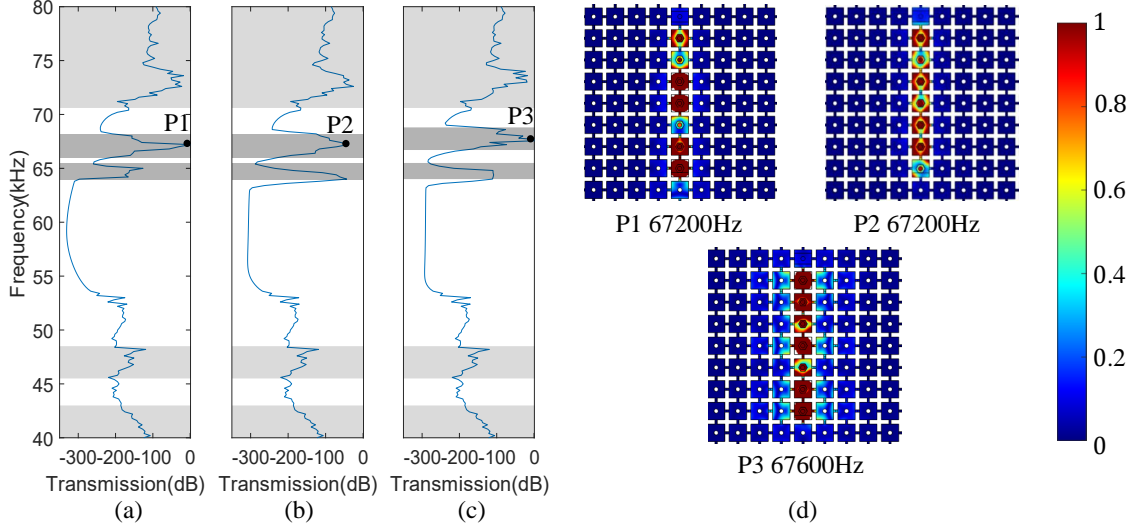 Frequency(kHz)
80
75
70
65
60
55
50
45
40
P1
P2
P3
-300-200-100 0
-300-200-100 0
-300-200-100 0
Transmission(dB)
Transmission(dB)
Transmission(dB)
(a)
(b)
(c)
P1 67200Hz
P2 67200Hz
P3 67600Hz
(d)
1
0.8
0.6
0.4
0.2
0